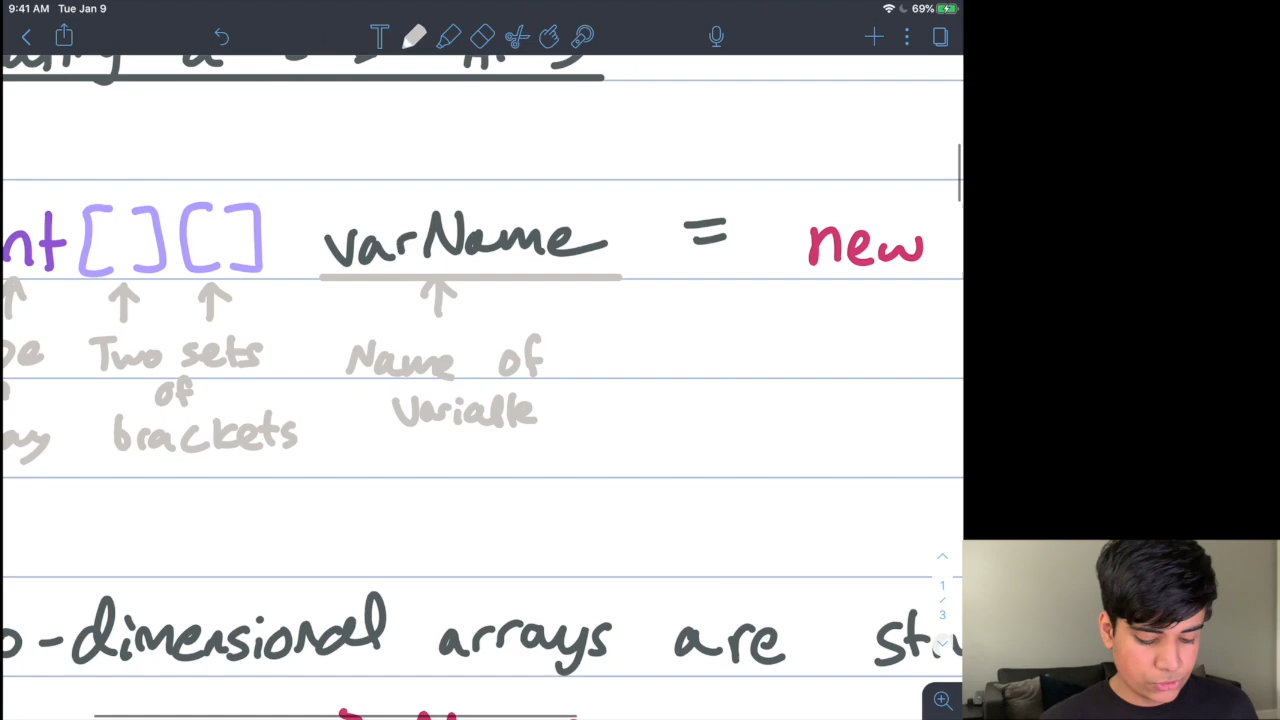 9:41 AM Tue Jan 9
69%
a
nt[][] varName = new
Two sets
of
brackets
Name of
Variable
-dimensional arrays are
1
/
3